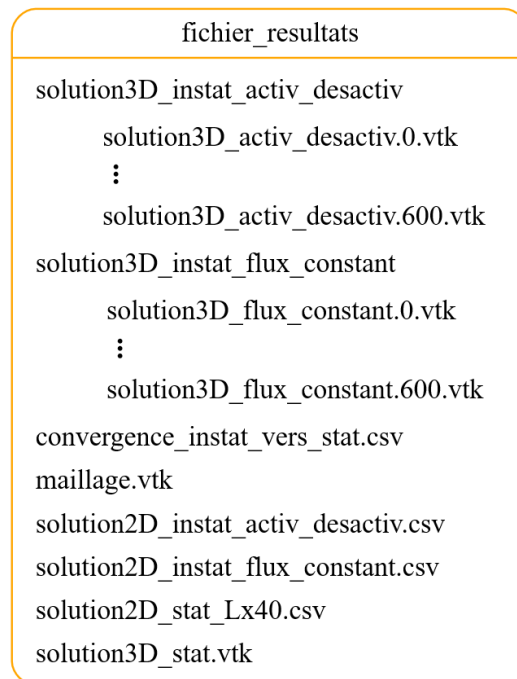 fichier_resultats
solution3D_instat_activ_desactiv
solution3D_activ_desactiv.0.vtk
⋮
solution3D_activ_desactiv.600.vtk
solution3D_instat_flux_constant
solution3D_flux_constant.0.vtk
⋮
solution3D_flux_constant.600.vtk
convergence_instat_vers_stat.csv
maillage.vtk
solution2D_instat_activ_desactiv.csv
solution2D_instat_flux_constant.csv
solution2D_stat_Lx40.csv
solution3D_stat.vtk